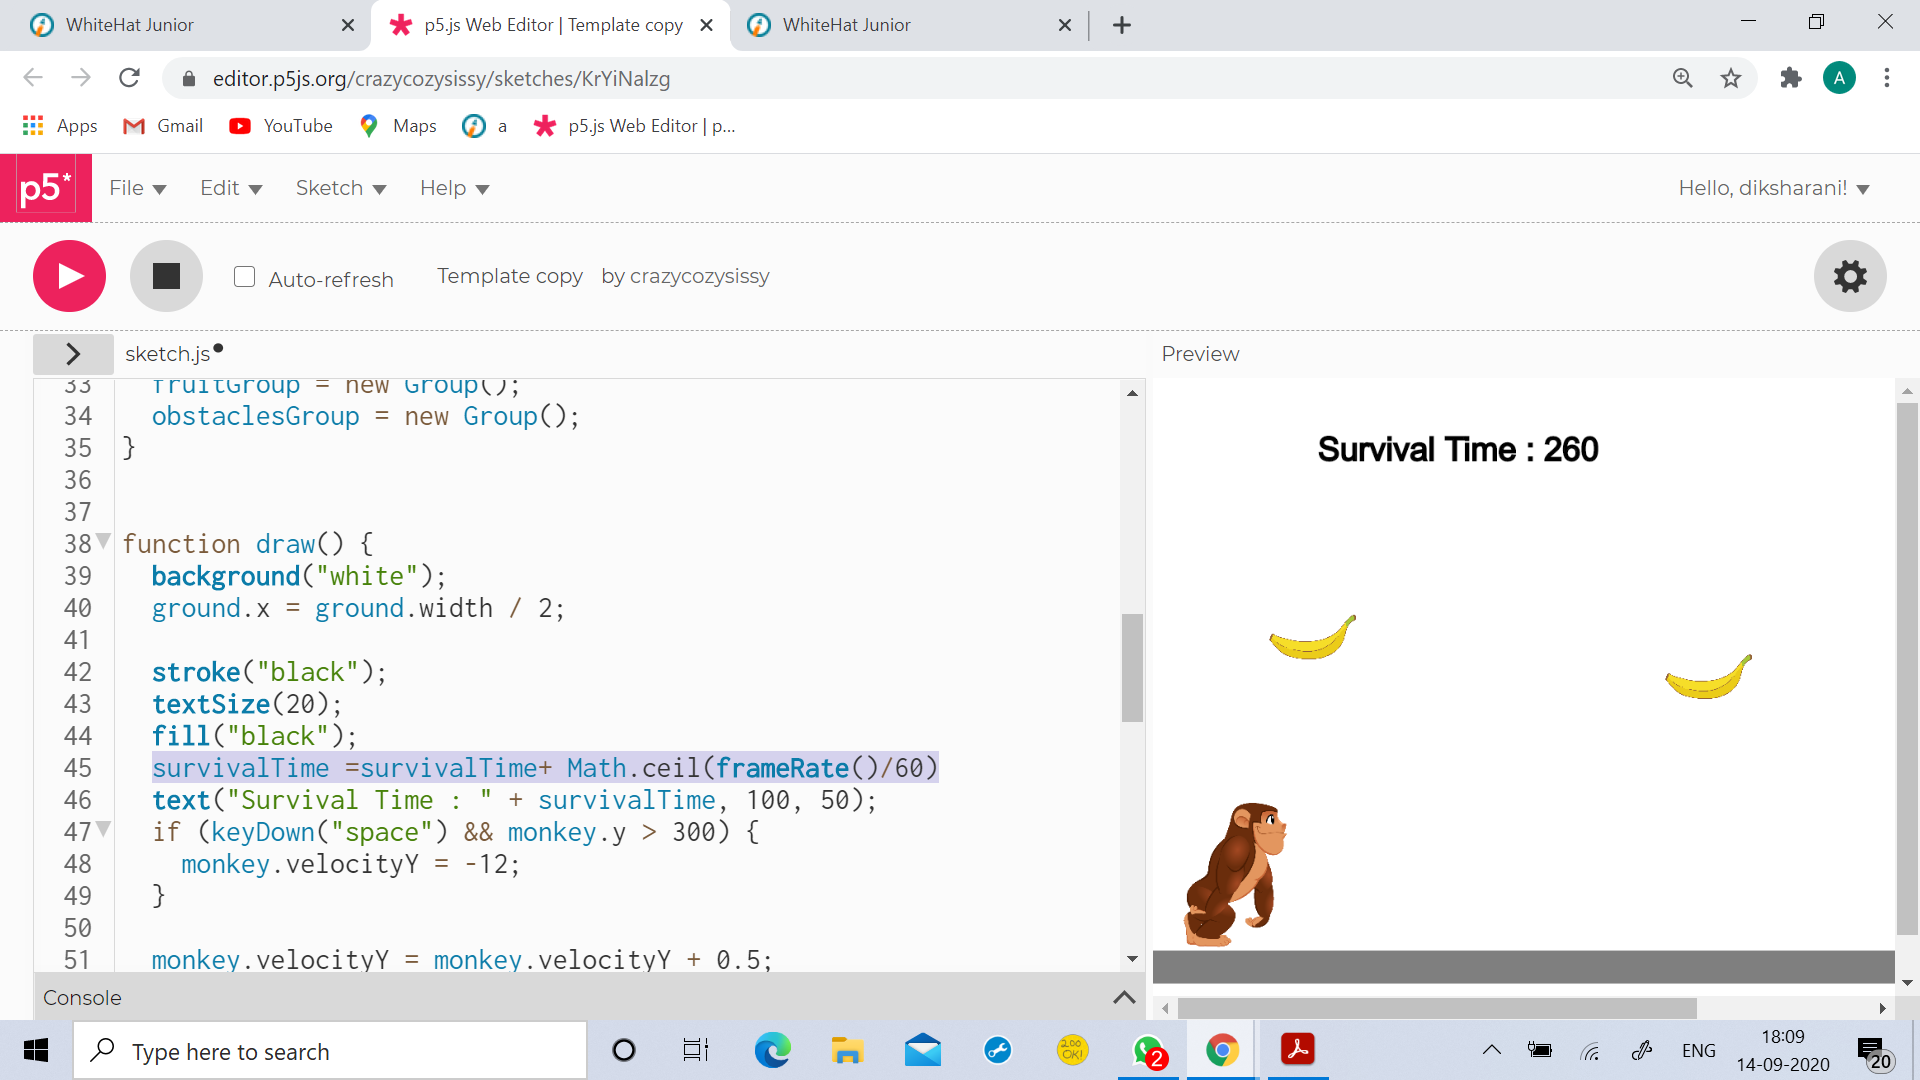 WhiteHat Junior
p5.js Web Editor | Template copy
WhiteHat Junior
editor.p5js.org/crazycozysissy/sketches/KrYiNalzg
A
Apps
Gmail
YouTube
Maps
a
p5.js Web Editor | p...
p5*
File
Edit
Sketch
Help
Hello, diksharani!
Auto-refresh
Template copy
by crazycozysissy
sketch.js
Preview
33 fruitGroup = new Group();
34 obstaclesGroup = new Group();
35 }
36
37
38 function draw() {
39 background("white");
40 ground.x = ground.width / 2;
41
42 stroke("black");
43 textSize(20);
44 fill("black");
45 survivalTime =survivalTime+ Math.ceil(frameRate()/60)
46 text("Survival Time : " + survivalTime, 100, 50);
47 if (keyDown("space") && monkey.y > 300) {
48 monkey.velocityY = -12;
49 }
50
51 monkey.velocityY = monkey.velocityY + 0.5;
Survival Time : 260
Console
Type here to search
200
OK!
2
ENG
18:09
14-09-2020
20